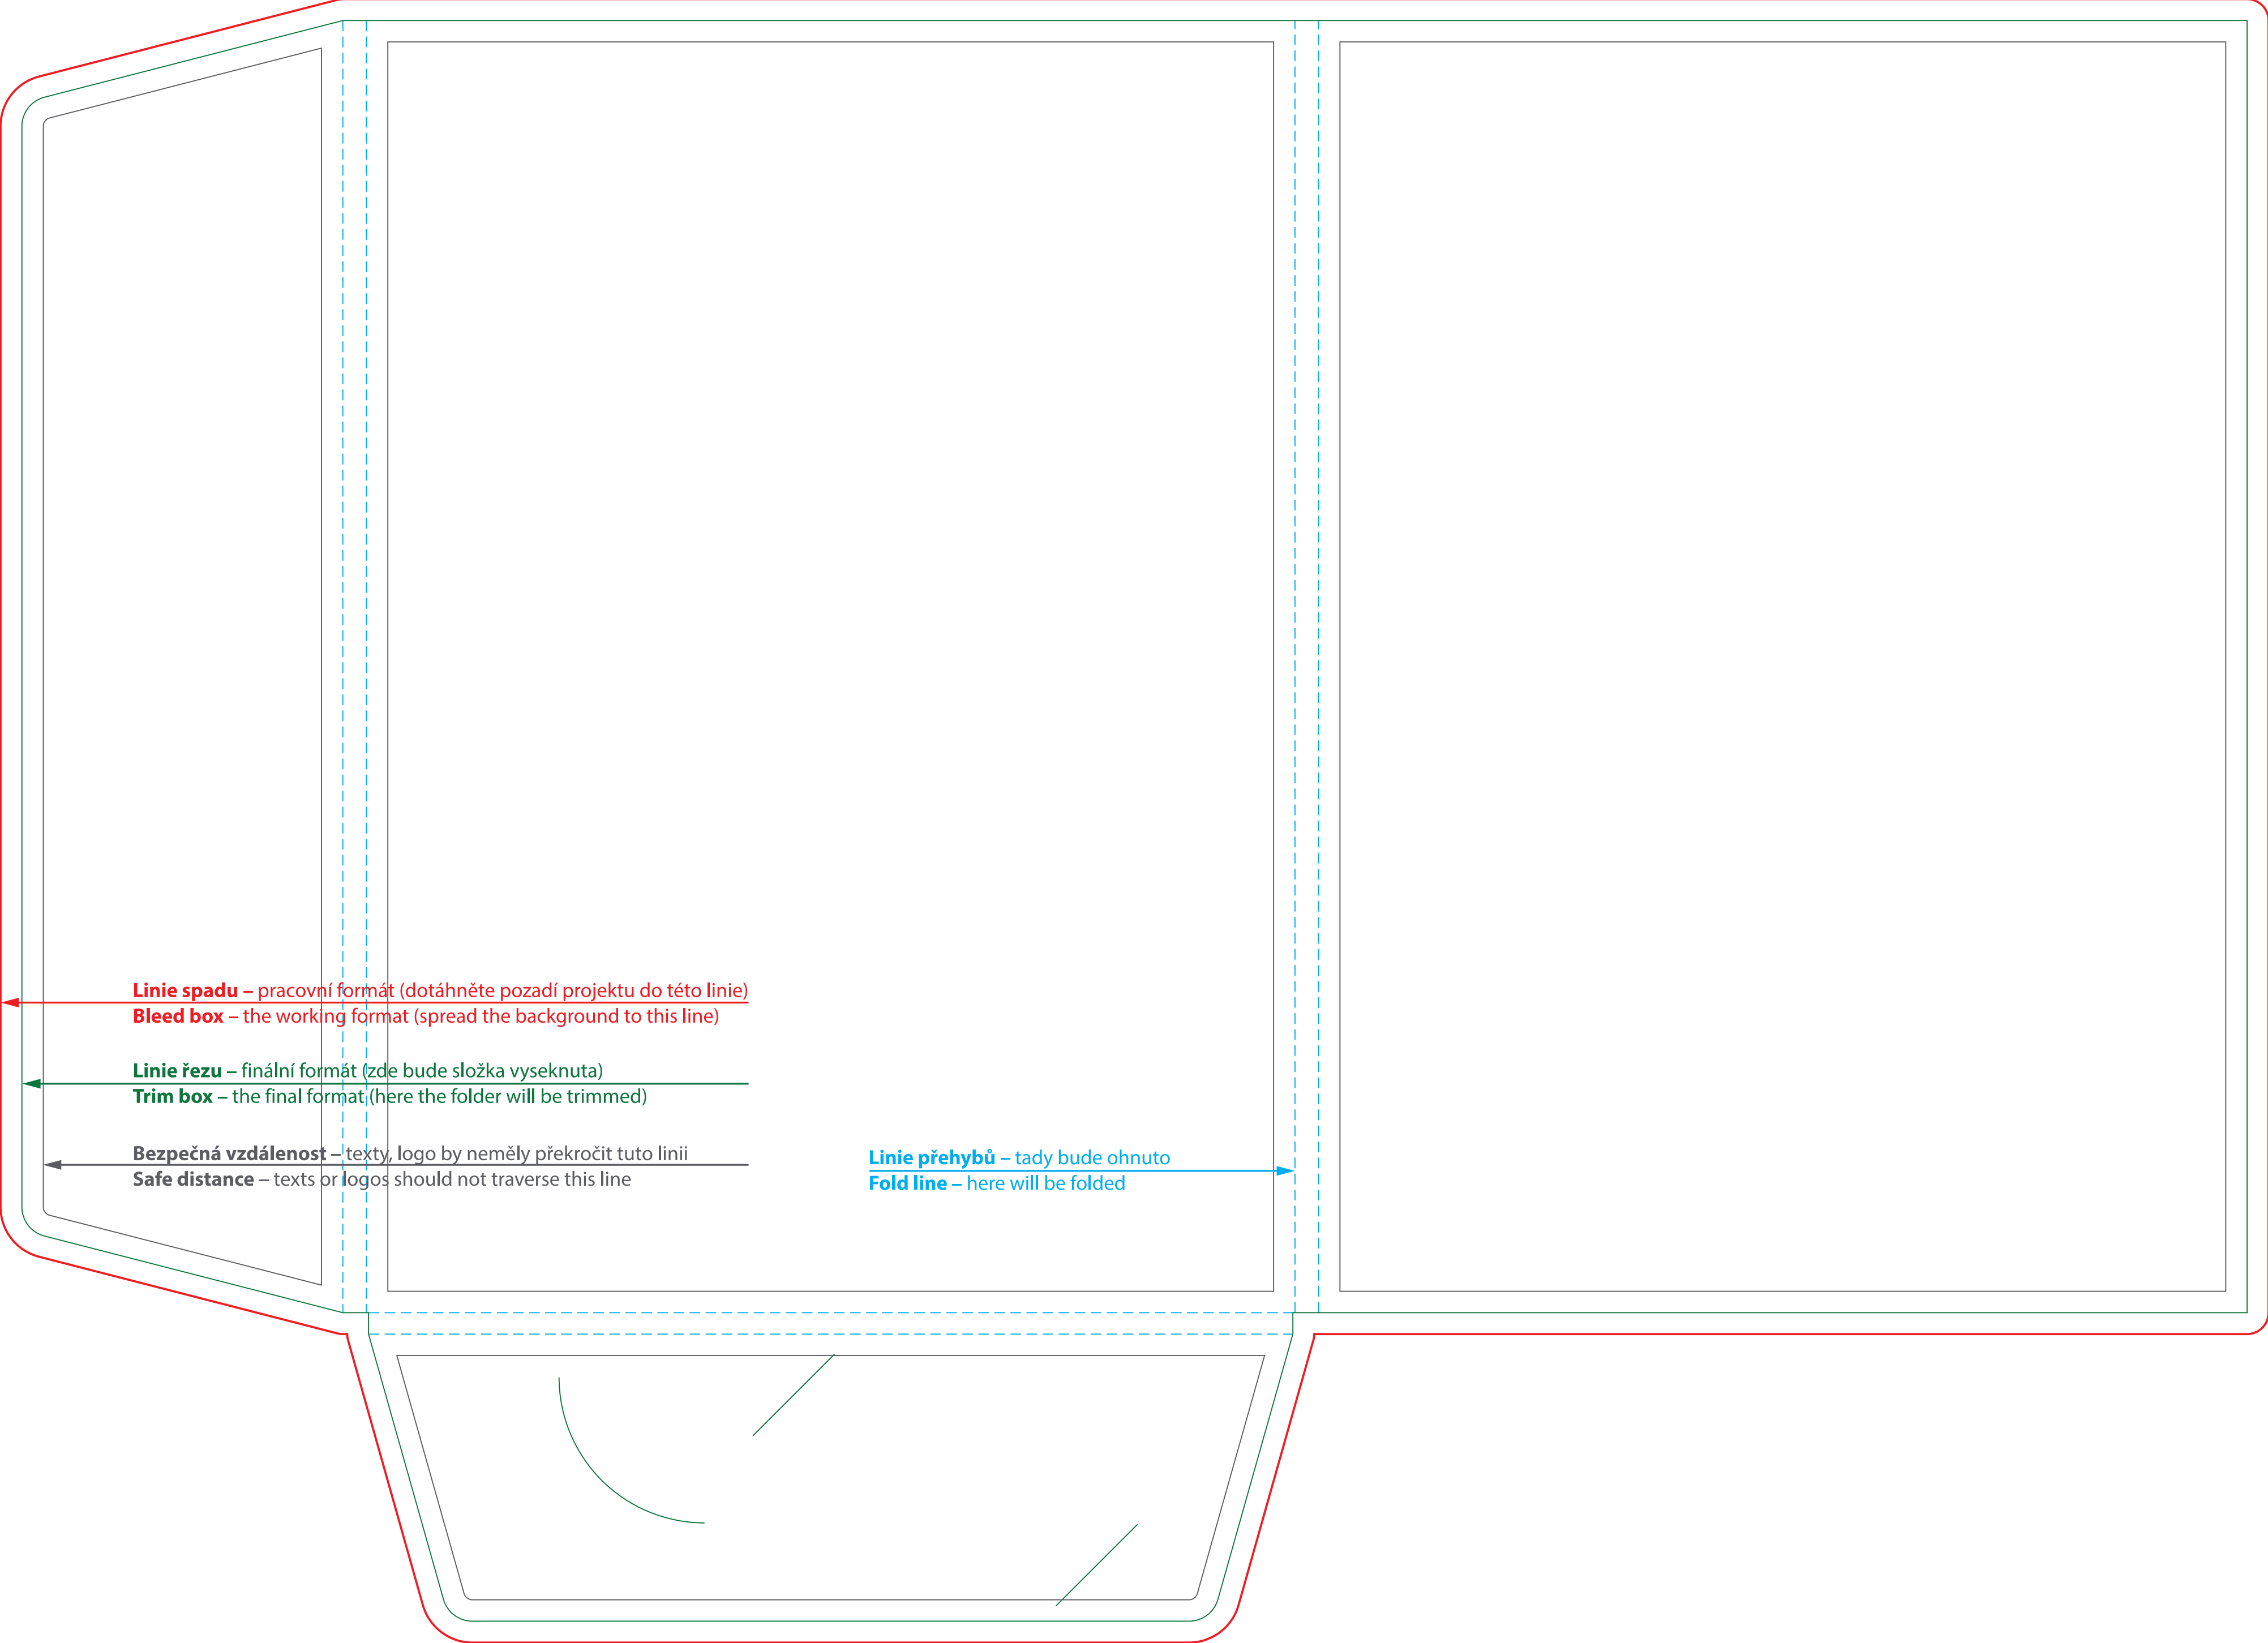 Linie spadu – pracovní formát (dotáhněte pozadí projektu do této linie)
Bleed box – the working format (spread the background to this line)
Linie řezu – finální formát (zde bude složka vyseknuta)
Trim box – the final format (here the folder will be trimmed)
Bezpečná vzdálenost – texty, logo by neměly překročit tuto linii
Safe distance – texts or logos should not traverse this line
Linie přehybů – tady bude ohnuto
Fold line – here will be folded